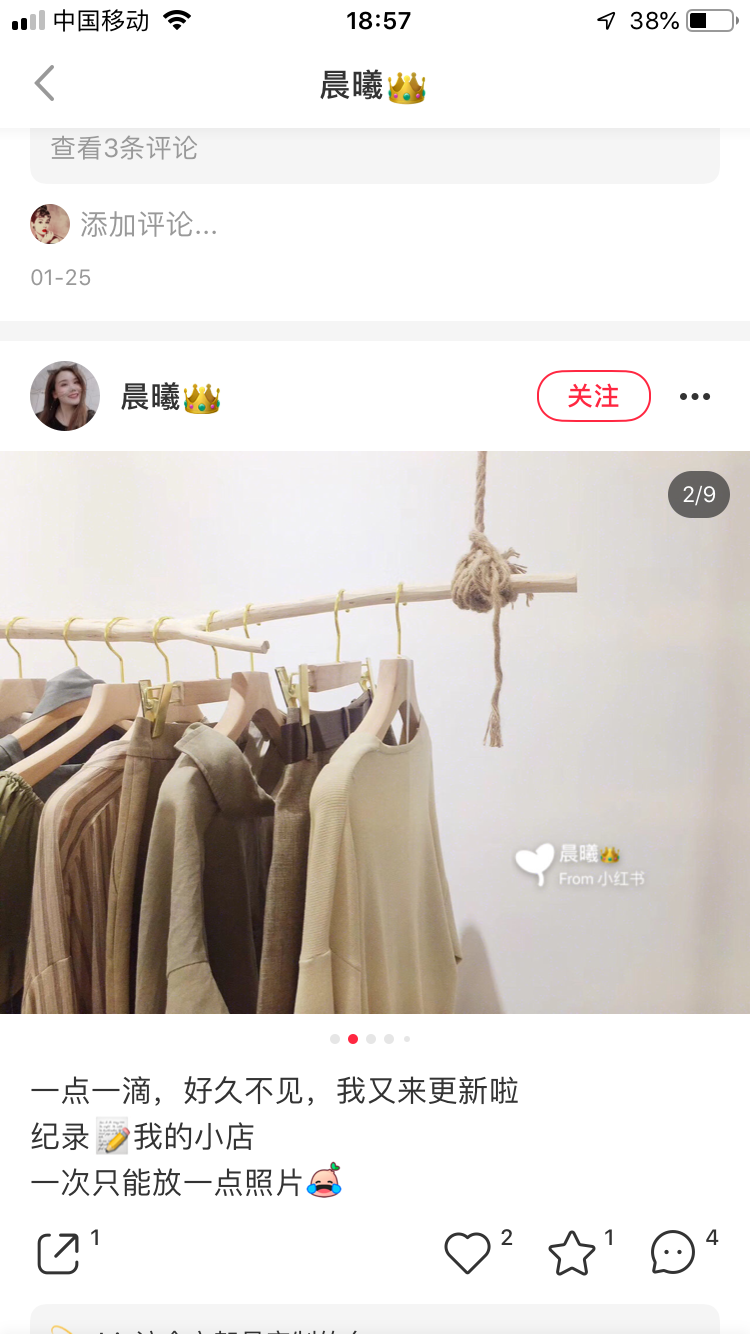 中国移动 18:57 38%
晨曦👑
查看3条评论
添加评论...
01-25
晨曦👑 关注
2/9
晨曦👑
From 小红书
一点一滴，好久不见，我又来更新啦
纪录📝我的小店
一次只能放一点照片
1 2 1 4